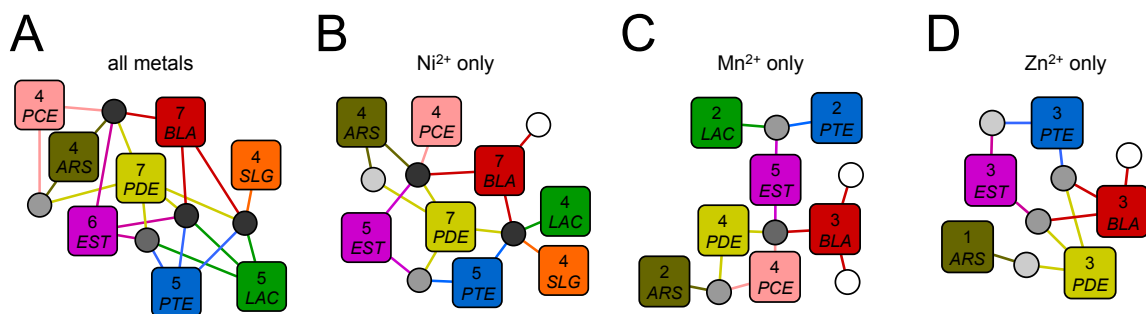 A
all metals
4
PCE
7
BLA
4
ARS
7
PDE
4
SLG
6
EST
5
PTE
5
LAC
B
Ni²⁺ only
4
ARS
4
PCE
7
BLA
4
LAC
5
EST
7
PDE
4
SLG
5
PTE
C
Mn²⁺ only
2
LAC
2
PTE
5
EST
4
PDE
3
BLA
2
ARS
4
PCE
D
Zn²⁺ only
3
PTE
3
EST
3
BLA
1
ARS
3
PDE